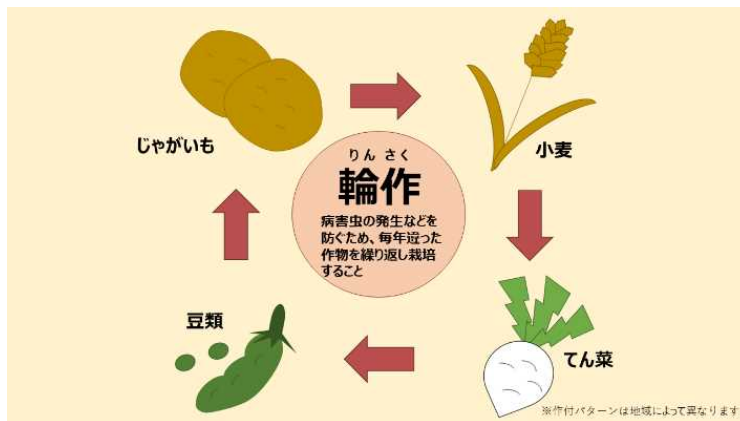 じゃがいも
小麦
りん さく
輪作
病害虫の発生などを
防ぐため、毎年違った
作物を繰り返し栽培
すること
豆類
てん菜
※作付パターンは地域によって異なります